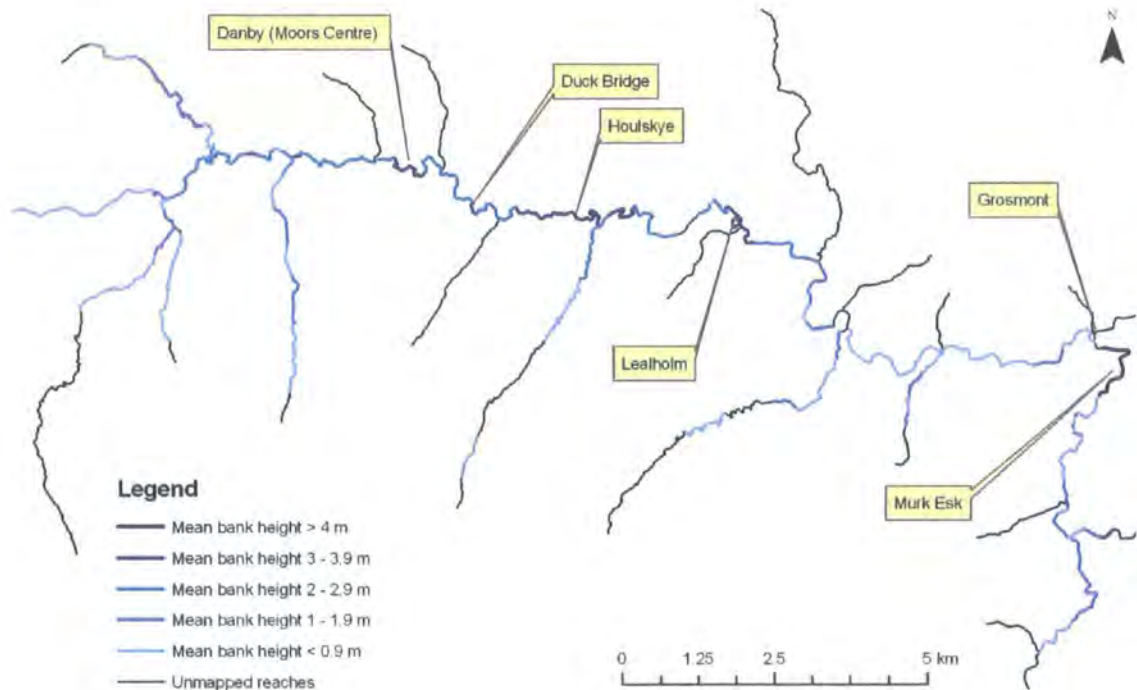 N
Danby (Moors Centre)
Duck Bridge
Houlskye
Grosmont
Lealholm
Murk Esk
Legend
Mean bank height > 4 m
Mean bank height 3 - 3.9 m
Mean bank height 2 - 2.9 m
Mean bank height 1 - 1.9 m
Mean bank height < 0.9 m
Unmapped reaches
0 1.25 2.5 5 km